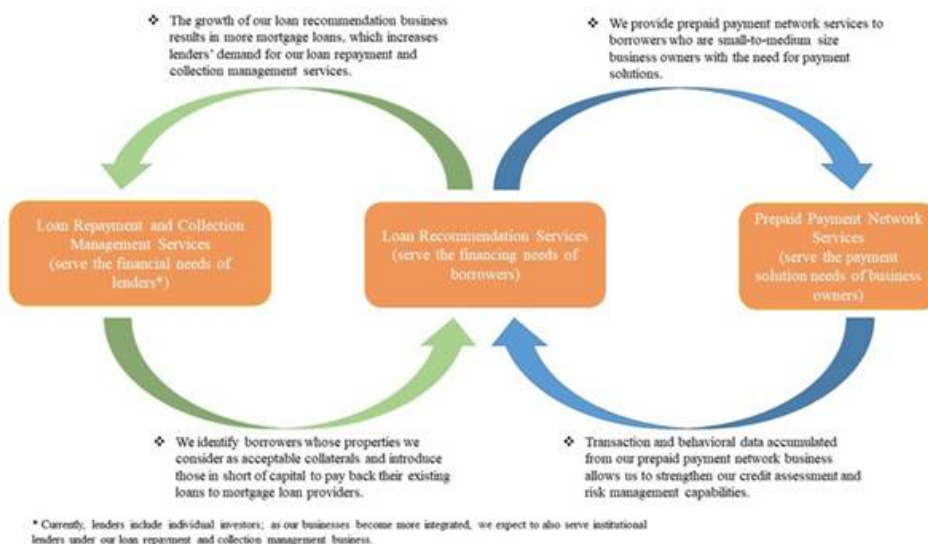 ❖ The growth of our loan recommendation business
results in more mortgage loans, which increases
lenders' demand for our loan repayment and
collection management services.
❖ We provide prepaid payment network services to
borrowers who are small-to-medium size
business owners with the need for payment
solutions.
Loan Repayment and Collection
Management Services
(serve the financial needs of
lenders*)
Loan Recommendation Services
(serve the financing needs of
borrowers)
Prepaid Payment Network
Services
(serve the payment
solution needs of business
owners)
❖ We identify borrowers whose properties we
consider as acceptable collaterals and introduce
those in short of capital to pay back their existing
loans to mortgage loan providers.
❖ Transaction and behavioral data accumulated
from our prepaid payment network business
allows us to strengthen our credit assessment and
risk management capabilities.
* Currently, lenders include individual investors; as our businesses become more integrated, we expect to also serve institutional
lenders under our loan repayment and collection management business.